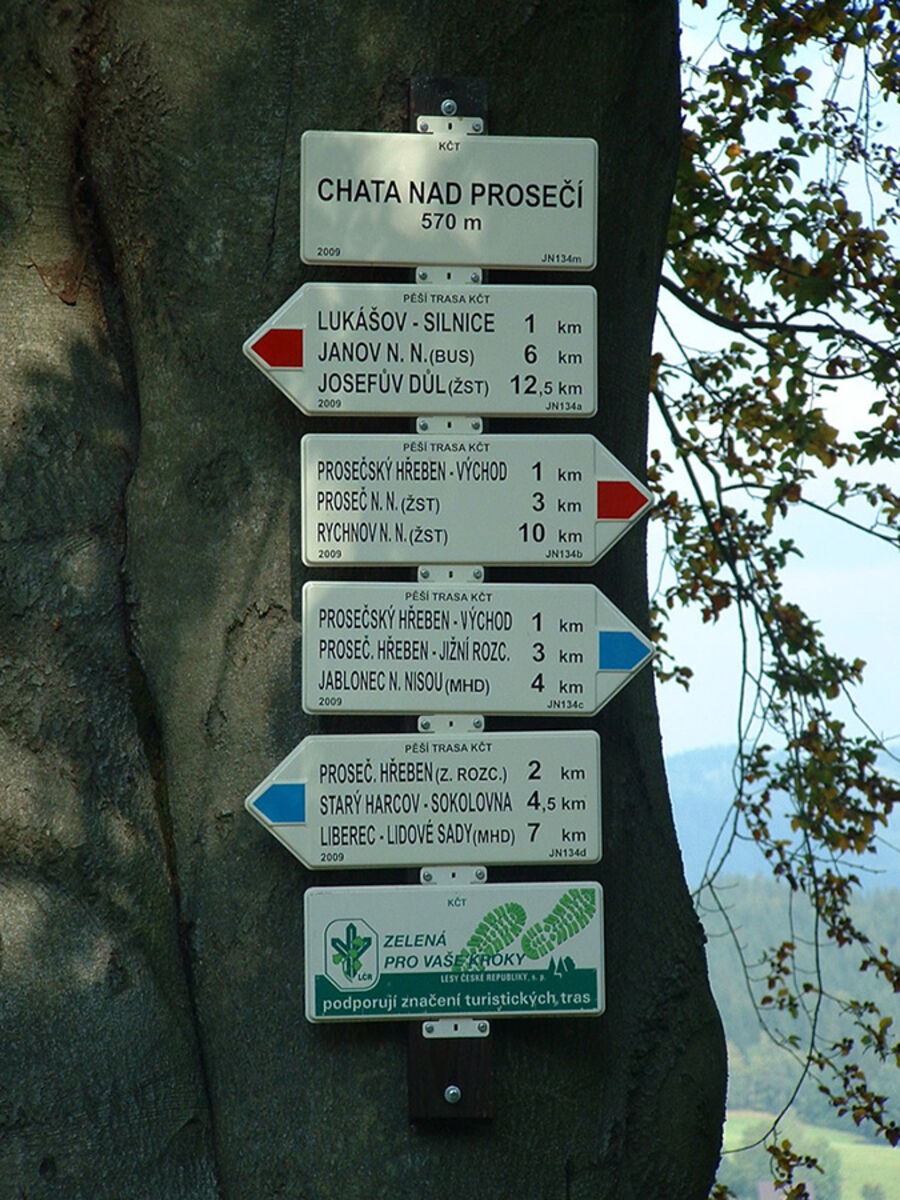 KČT
CHATA NAD PROSEČÍ
570 m
2009 JN134m
PĚŠÍ TRASA KČT
LUKÁŠOV - SILNICE 1 km
JANOV N. N. (BUS) 6 km
JOSEFŮV DŮL (ŽST) 12,5 km
2009 JN134a
PĚŠÍ TRASA KČT
PROSEČSKÝ HŘEBEN - VÝCHOD 1 km
PROSEČ N. N. (ŽST) 3 km
RYCHNOV N. N. (ŽST) 10 km
2009 JN134b
PĚŠÍ TRASA KČT
PROSEČSKÝ HŘEBEN - VÝCHOD 1 km
PROSEČ. HŘEBEN - JIŽNÍ ROZC. 3 km
JABLONEC N. NISOU (MHD) 4 km
2009 JN134c
PĚŠÍ TRASA KČT
PROSEČ. HŘEBEN (Z. ROZC.) 2 km
STARÝ HARCOV - SOKOLOVNA 4,5 km
LIBEREC - LIDOVÉ SADY (MHD) 7 km
2009 JN134d
KČT
ZELENÁ
PRO VAŠE KROKY
LČR
LESY ČESKÉ REPUBLIKY, s. p.
podporují značení turistických tras